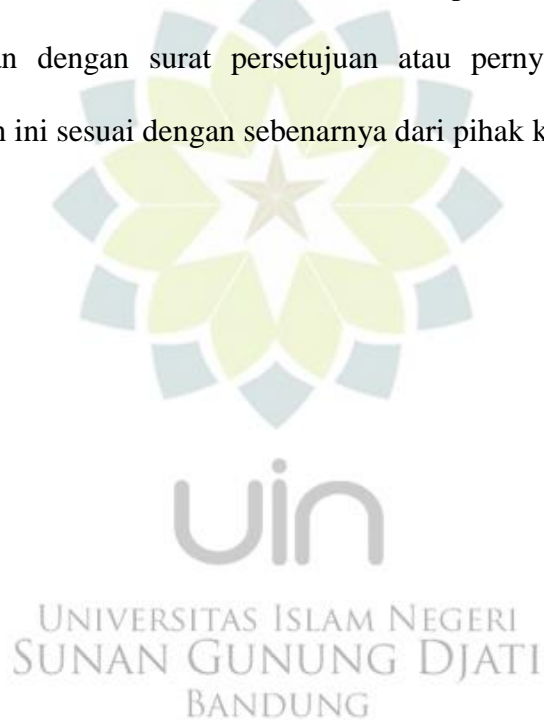 an dengan surat persetujuan atau perny
n ini sesuai dengan sebenarnya dari pihak k
uin
UNIVERSITAS ISLAM NEGERI
SUNAN GUNUNG DJATI
BANDUNG